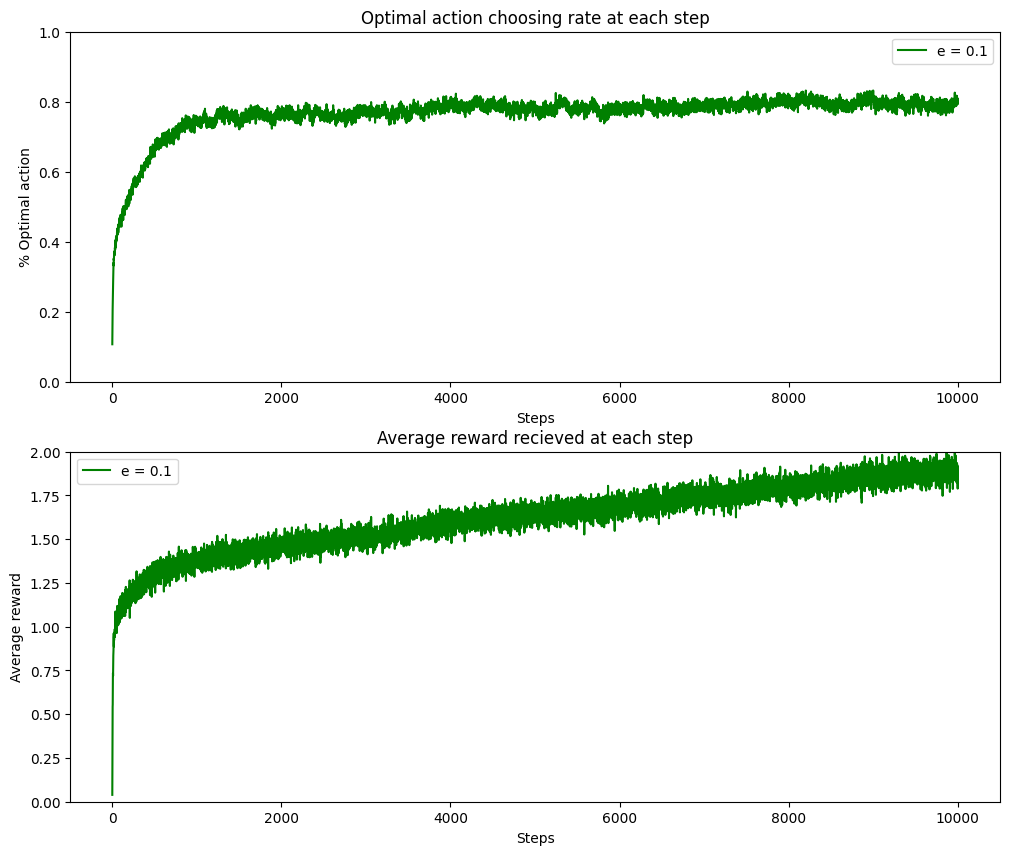 Optimal action choosing rate at each step
1.0
0.8
0.6
0.4
0.2
0.0
% Optimal action
e = 0.1
0 2000 4000 6000 8000 10000
Steps
Average reward recieved at each step
2.00
1.75
1.50
1.25
1.00
0.75
0.50
0.25
0.00
Average reward
e = 0.1
0 2000 4000 6000 8000 10000
Steps